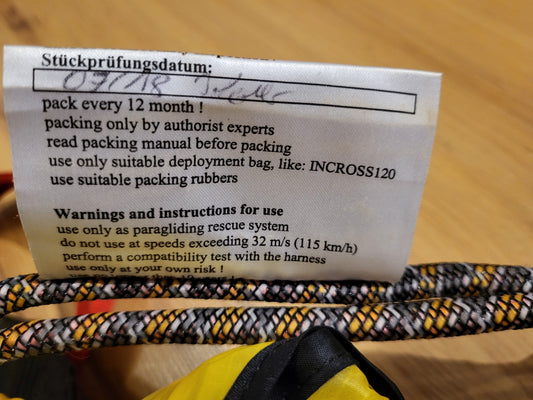 Stückprüfungsdatum:
07/18
pack every 12 month !
packing only by authorist experts
read packing manual before packing
use only suitable deployment bag, like: INCROSS120
use suitable packing rubbers
Warnings and instructions for use
use only as paragliding rescue system
do not use at speeds exceeding 32 m/s (115 km/h)
perform a compatibility test with the harness
use only at your own risk !